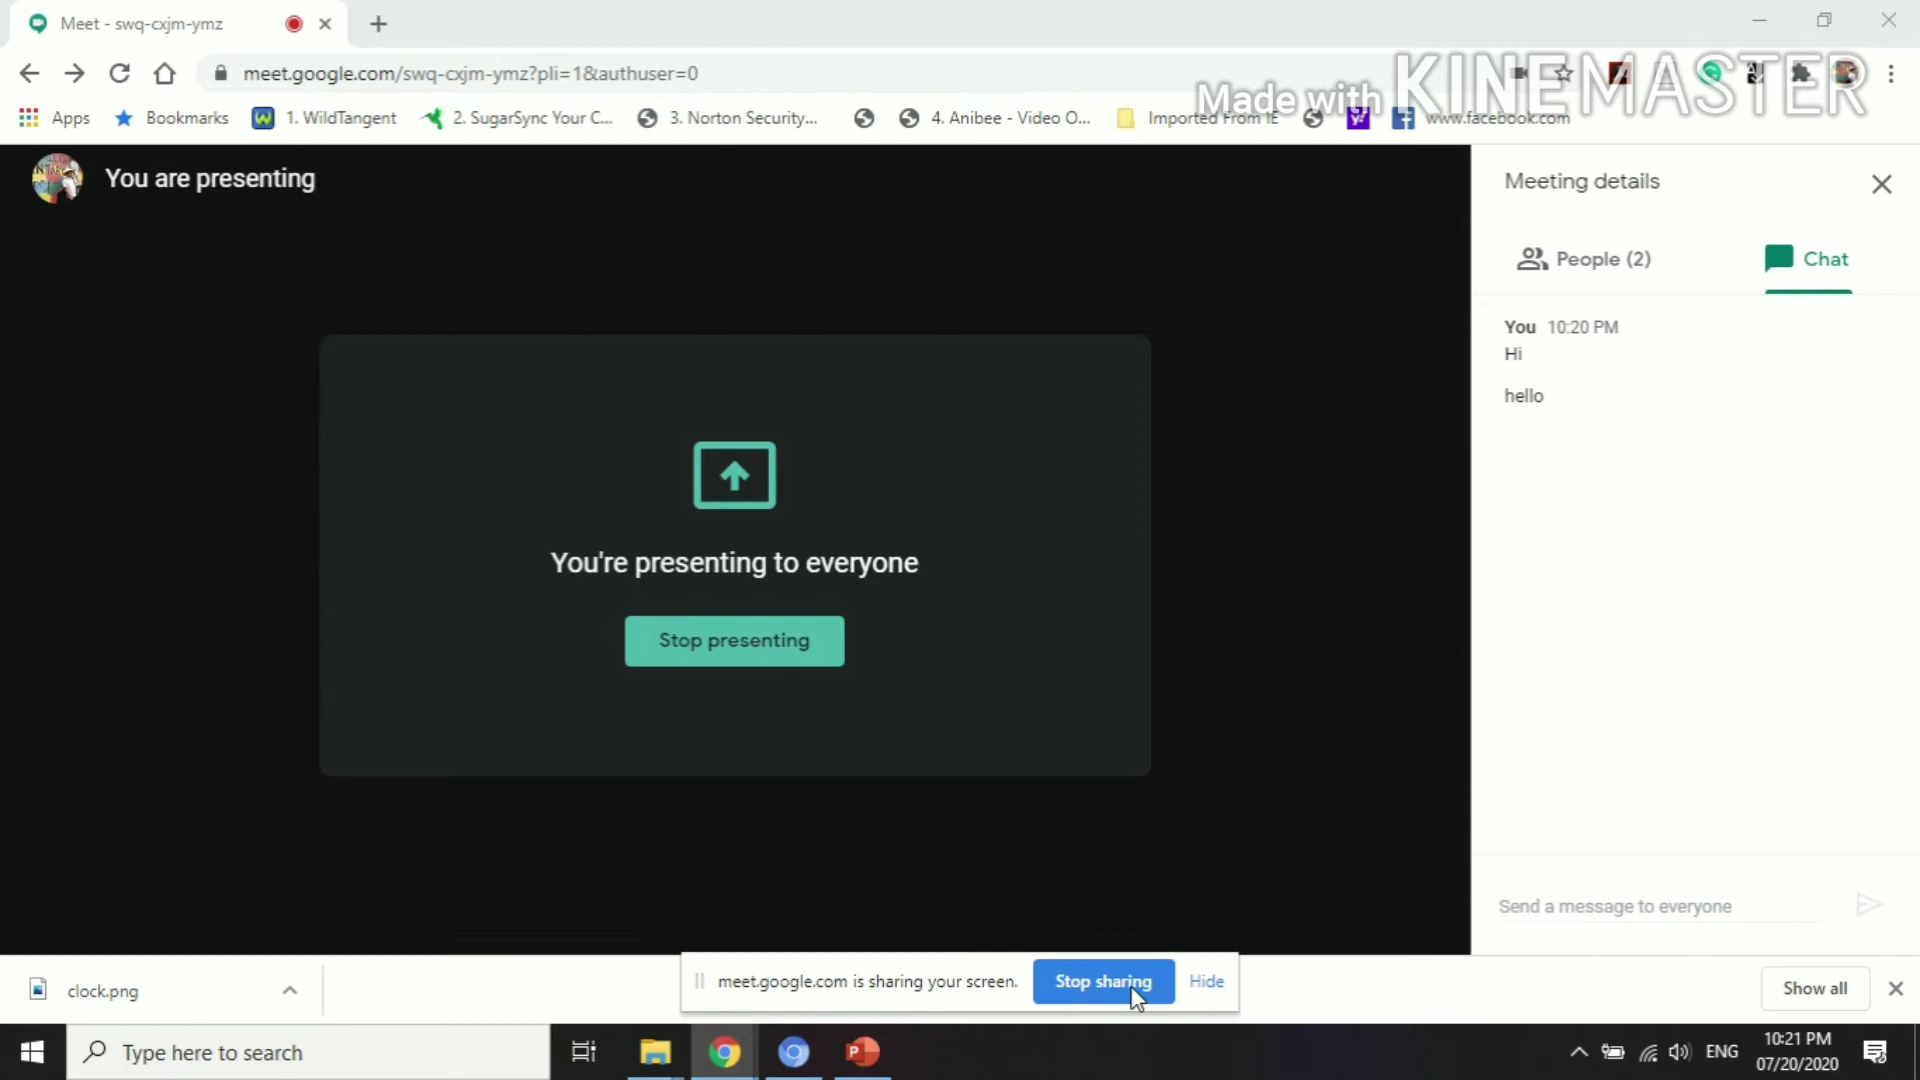 Meet - swq-cxjm-ymz
meet.google.com/swq-cxjm-ymz?pli=1&authuser=0
Made with KINEMASTER
Apps Bookmarks 1. WildTangent 2. SugarSync Your C... 3. Norton Security... 4. Anibee - Video O... Imported From IE www.facebook.com
You are presenting
Meeting details
People (2) Chat
You 10:20 PM
Hi
hello
You're presenting to everyone
Stop presenting
Send a message to everyone
clock.png
meet.google.com is sharing your screen. Stop sharing Hide
Show all
Type here to search
ENG
10:21 PM
07/20/2020